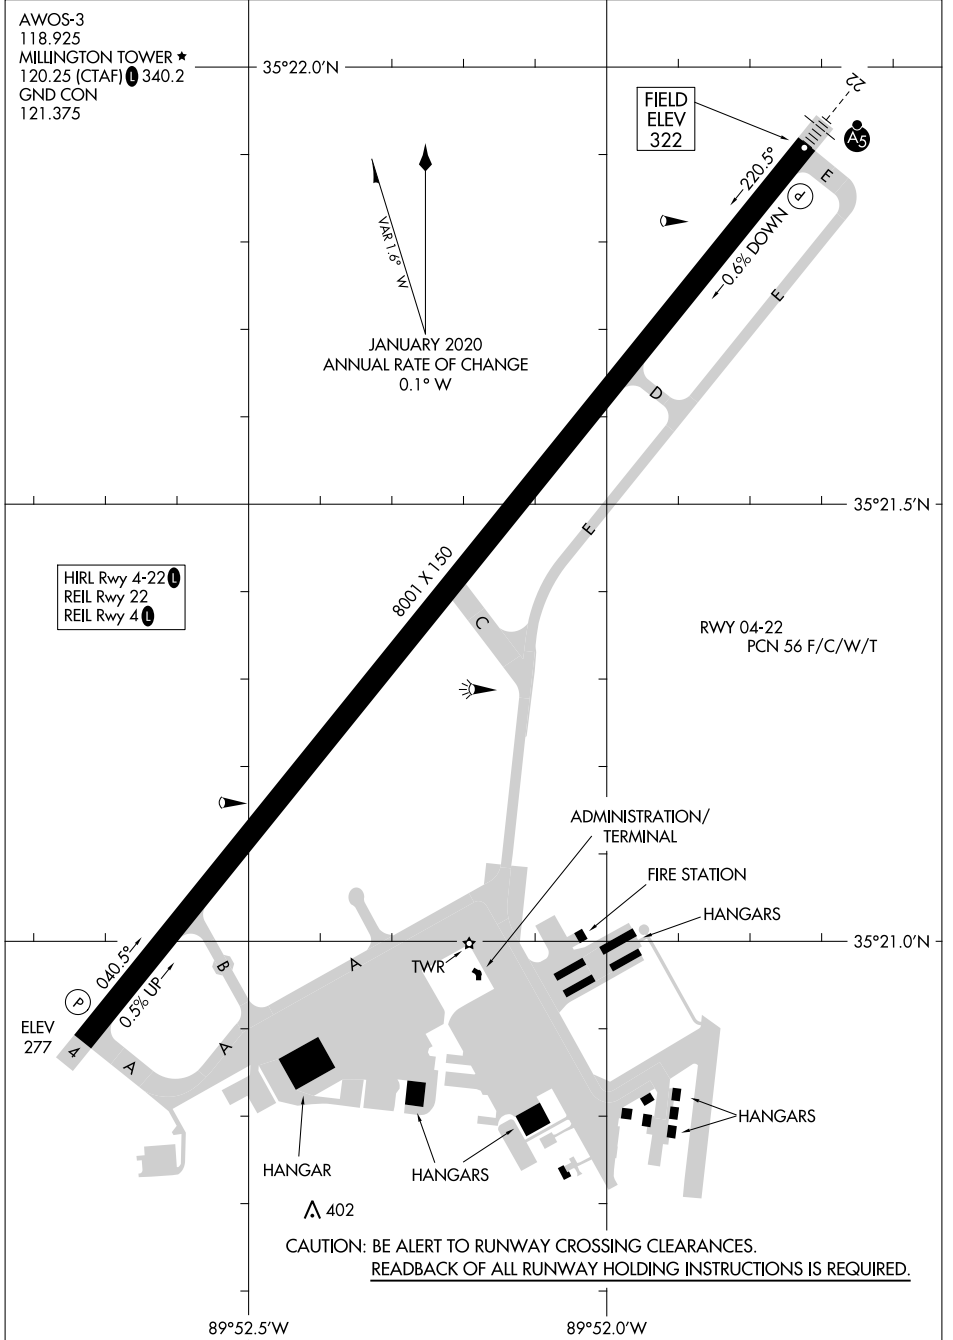 AWOS-3
118.925
MILLINGTON TOWER ★
120.25 (CTAF) L 340.2
GND CON
121.375
35°22.0'N
FIELD
ELEV
322
22
A5
E
220.5°
P
0.6% DOWN
VAR 1.6° W
E
JANUARY 2020
ANNUAL RATE OF CHANGE
0.1° W
D
35°21.5'N
E
HIRL Rwy 4-22 L
REIL Rwy 22
REIL Rwy 4 L
8001 X 150
C
RWY 04-22
PCN 56 F/C/W/T
ADMINISTRATION/
TERMINAL
FIRE STATION
HANGARS
35°21.0'N
TWR
A
B
040.5°
0.5% UP
P
ELEV
277
4
A
A
HANGARS
HANGAR
HANGARS
402
CAUTION: BE ALERT TO RUNWAY CROSSING CLEARANCES.
READBACK OF ALL RUNWAY HOLDING INSTRUCTIONS IS REQUIRED.
89°52.5'W
89°52.0'W